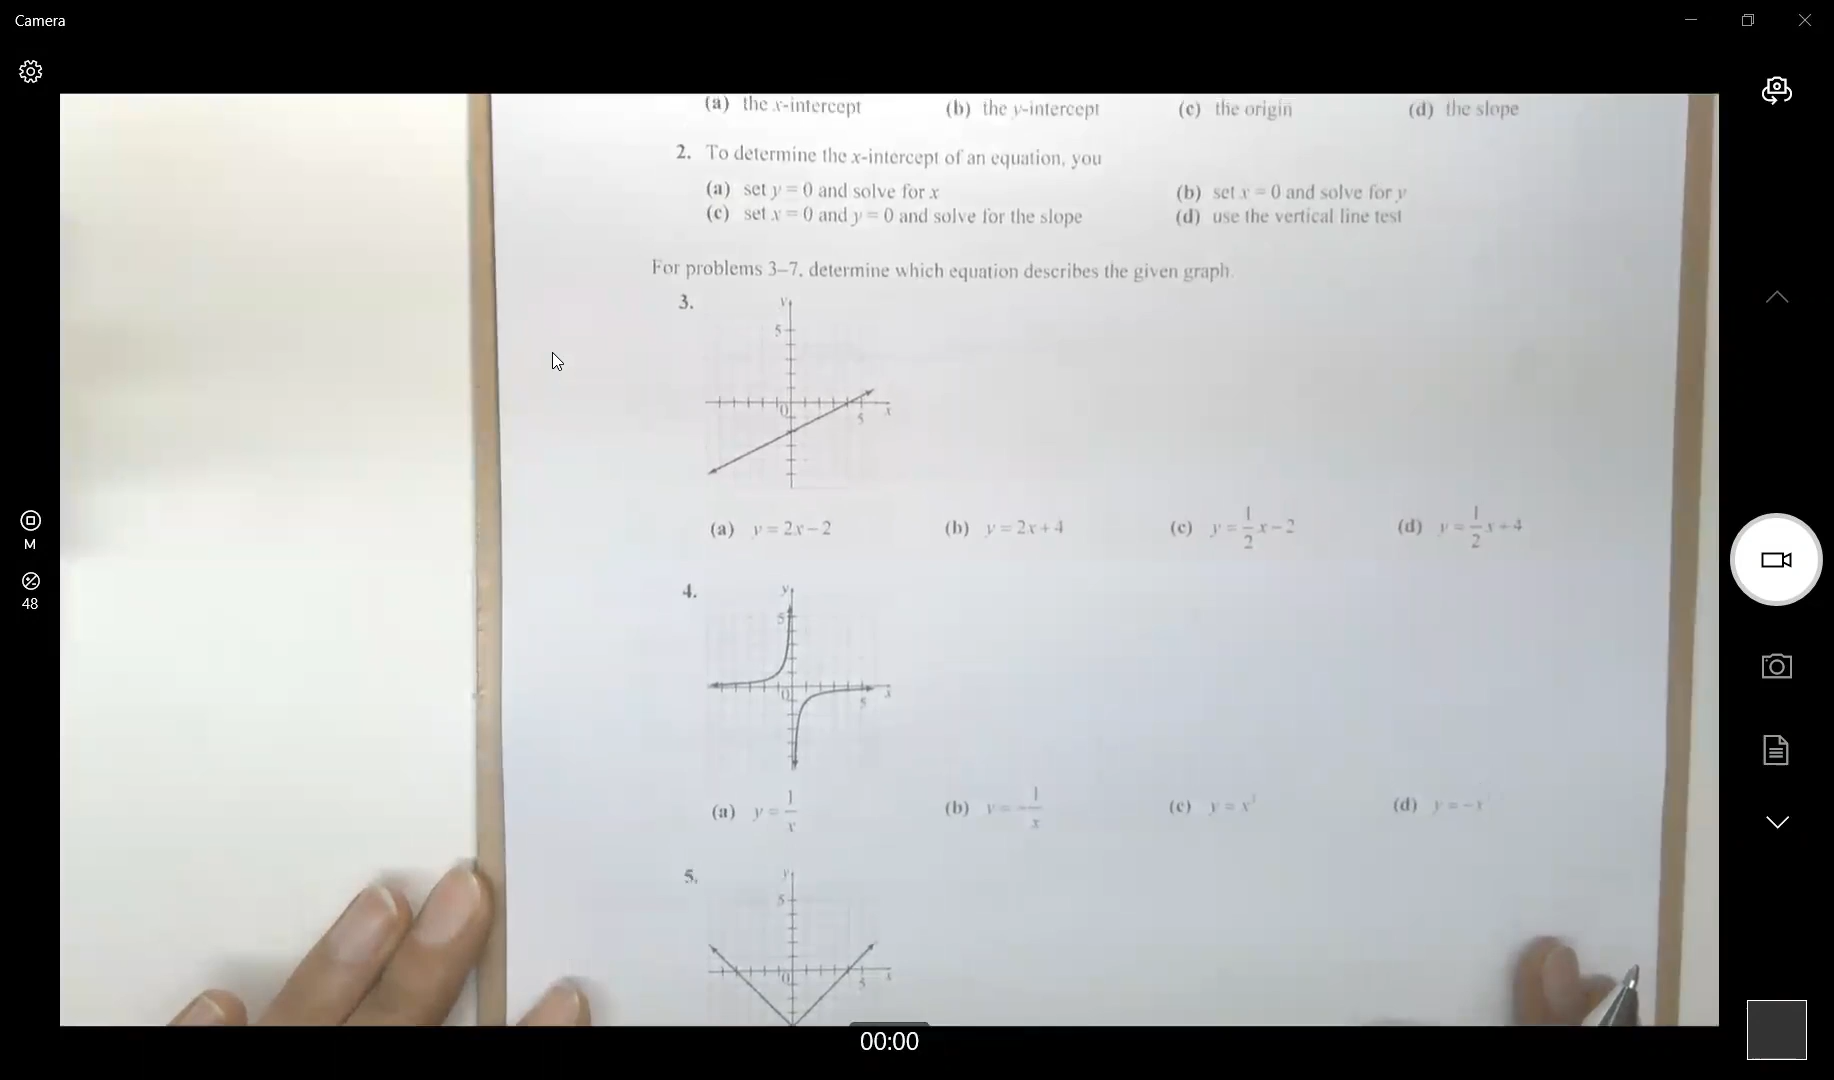 Camera
(a) the x-intercept (b) the y-intercept (c) the origin (d) the slope
2. To determine the x-intercept of an equation, you
(a) set y = 0 and solve for x (b) set x = 0 and solve for y
(c) set x = 0 and y = 0 and solve for the slope (d) use the vertical line test
For problems 3–7, determine which equation describes the given graph.
3.
y
5
0
5
x
(a) y = 2x − 2 (b) y = 2x + 4 (c) y = 1/2 x − 2 (d) y = 1/2 x + 4
M
48
4.
y
5
0
5
x
(a) y = 1/x (b) y = − 1/x (c) y = (d) y = −
5.
y
5
0
5
x
00:00